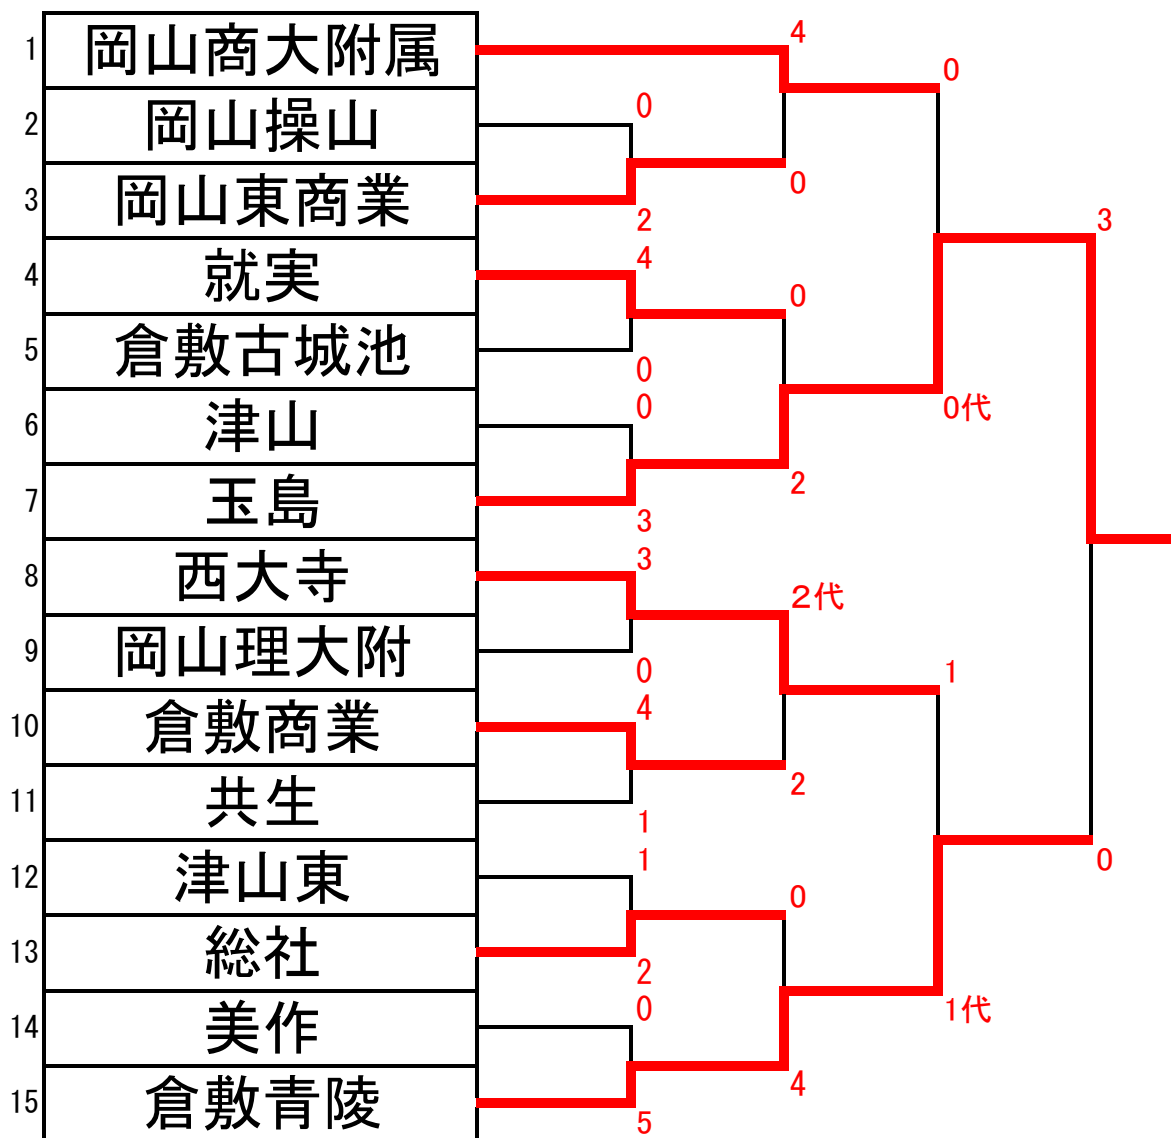 1 岡山商大附属
2 岡山操山
3 岡山東商業
4 就実
5 倉敷古城池
6 津山
7 玉島
8 西大寺
9 岡山理大附
10 倉敷商業
11 共生
12 津山東
13 総社
14 美作
15 倉敷青陵
0
2
4
0
0
3
3
0
4
1
1
2
0
5
4
0
0
2
2代
2
0
4
0
0代
1
1代
3
0